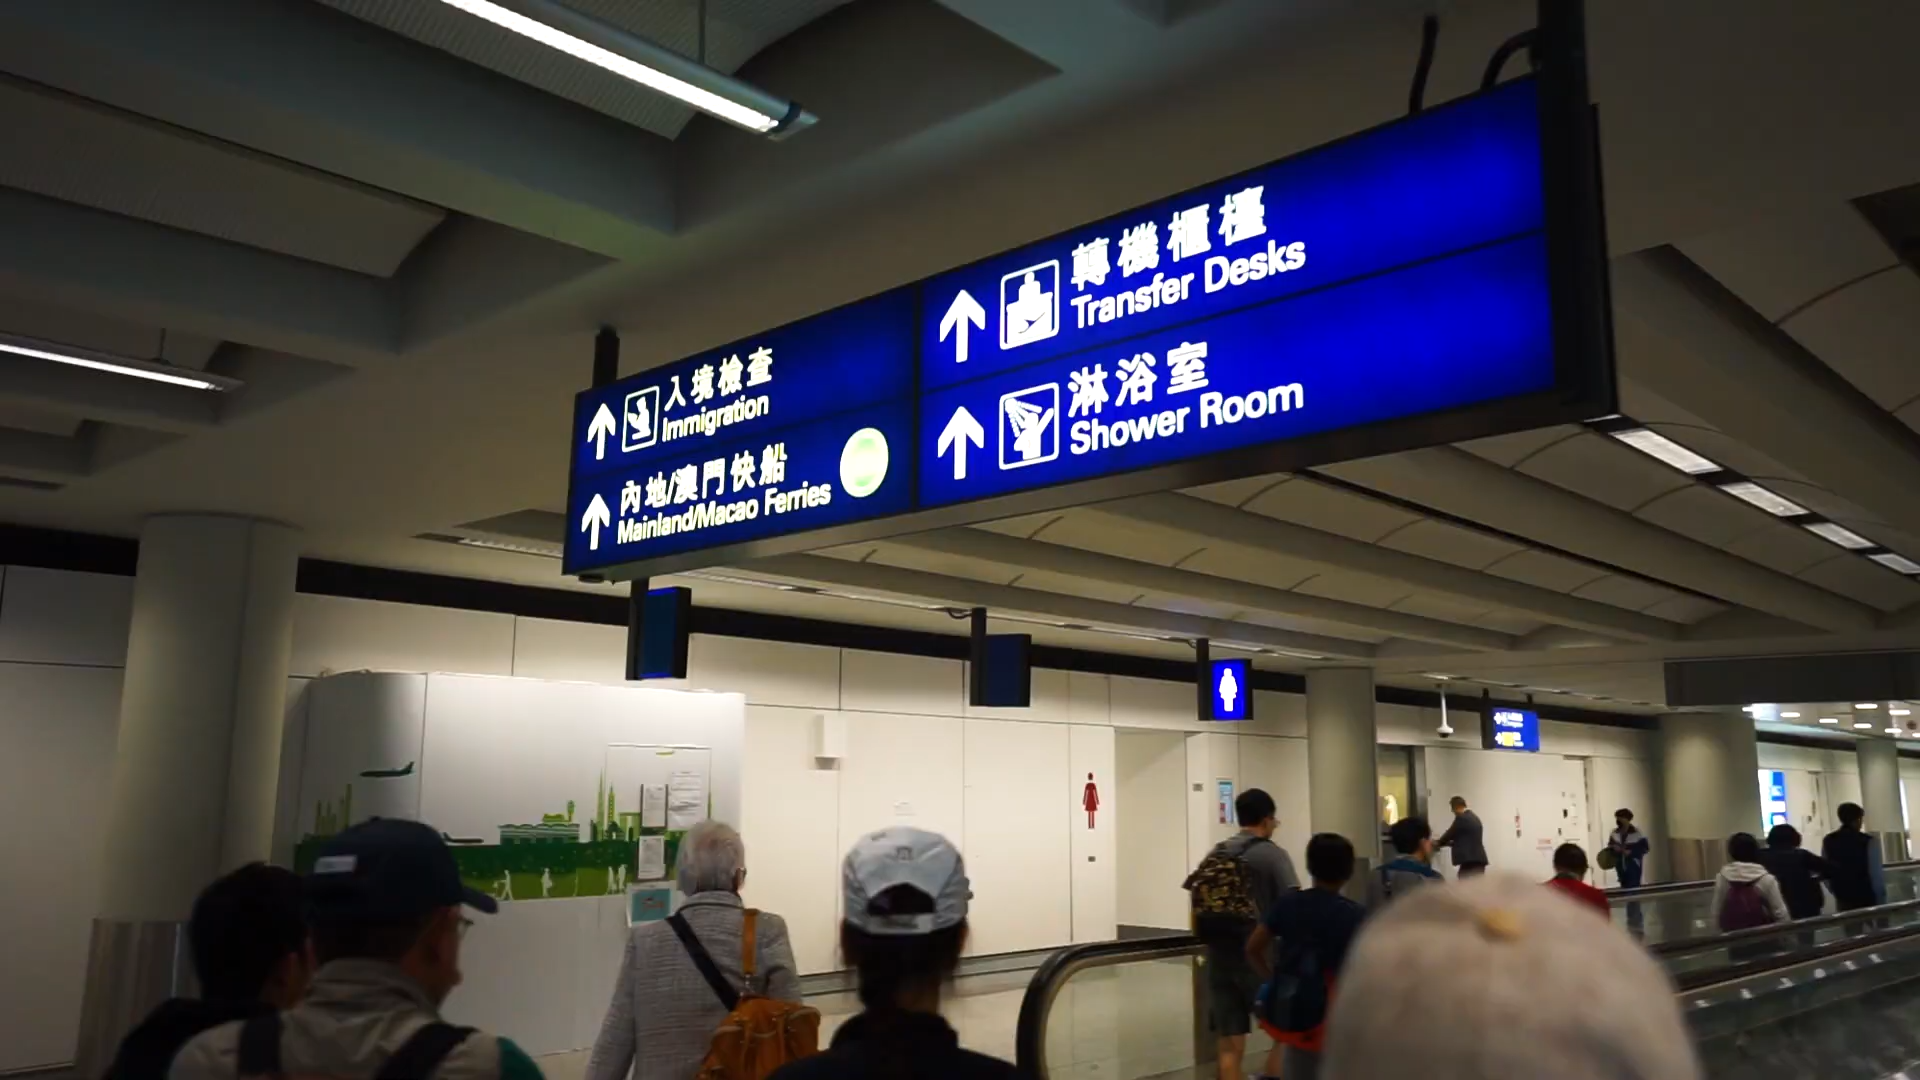 入境檢查
Immigration
內地/澳門快船
Mainland/Macao Ferries
轉機櫃檯
Transfer Desks
淋浴室
Shower Room